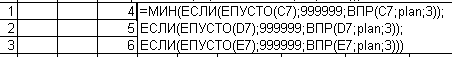 1 4 =МИН(ЕСЛИ(ЕПУСТО(C7);999999;ВПР(C7;plan;3));
2 5 ЕСЛИ(ЕПУСТО(D7);999999;ВПР(D7;plan;3));
3 6 ЕСЛИ(ЕПУСТО(E7);999999;ВПР(E7;plan;3)))